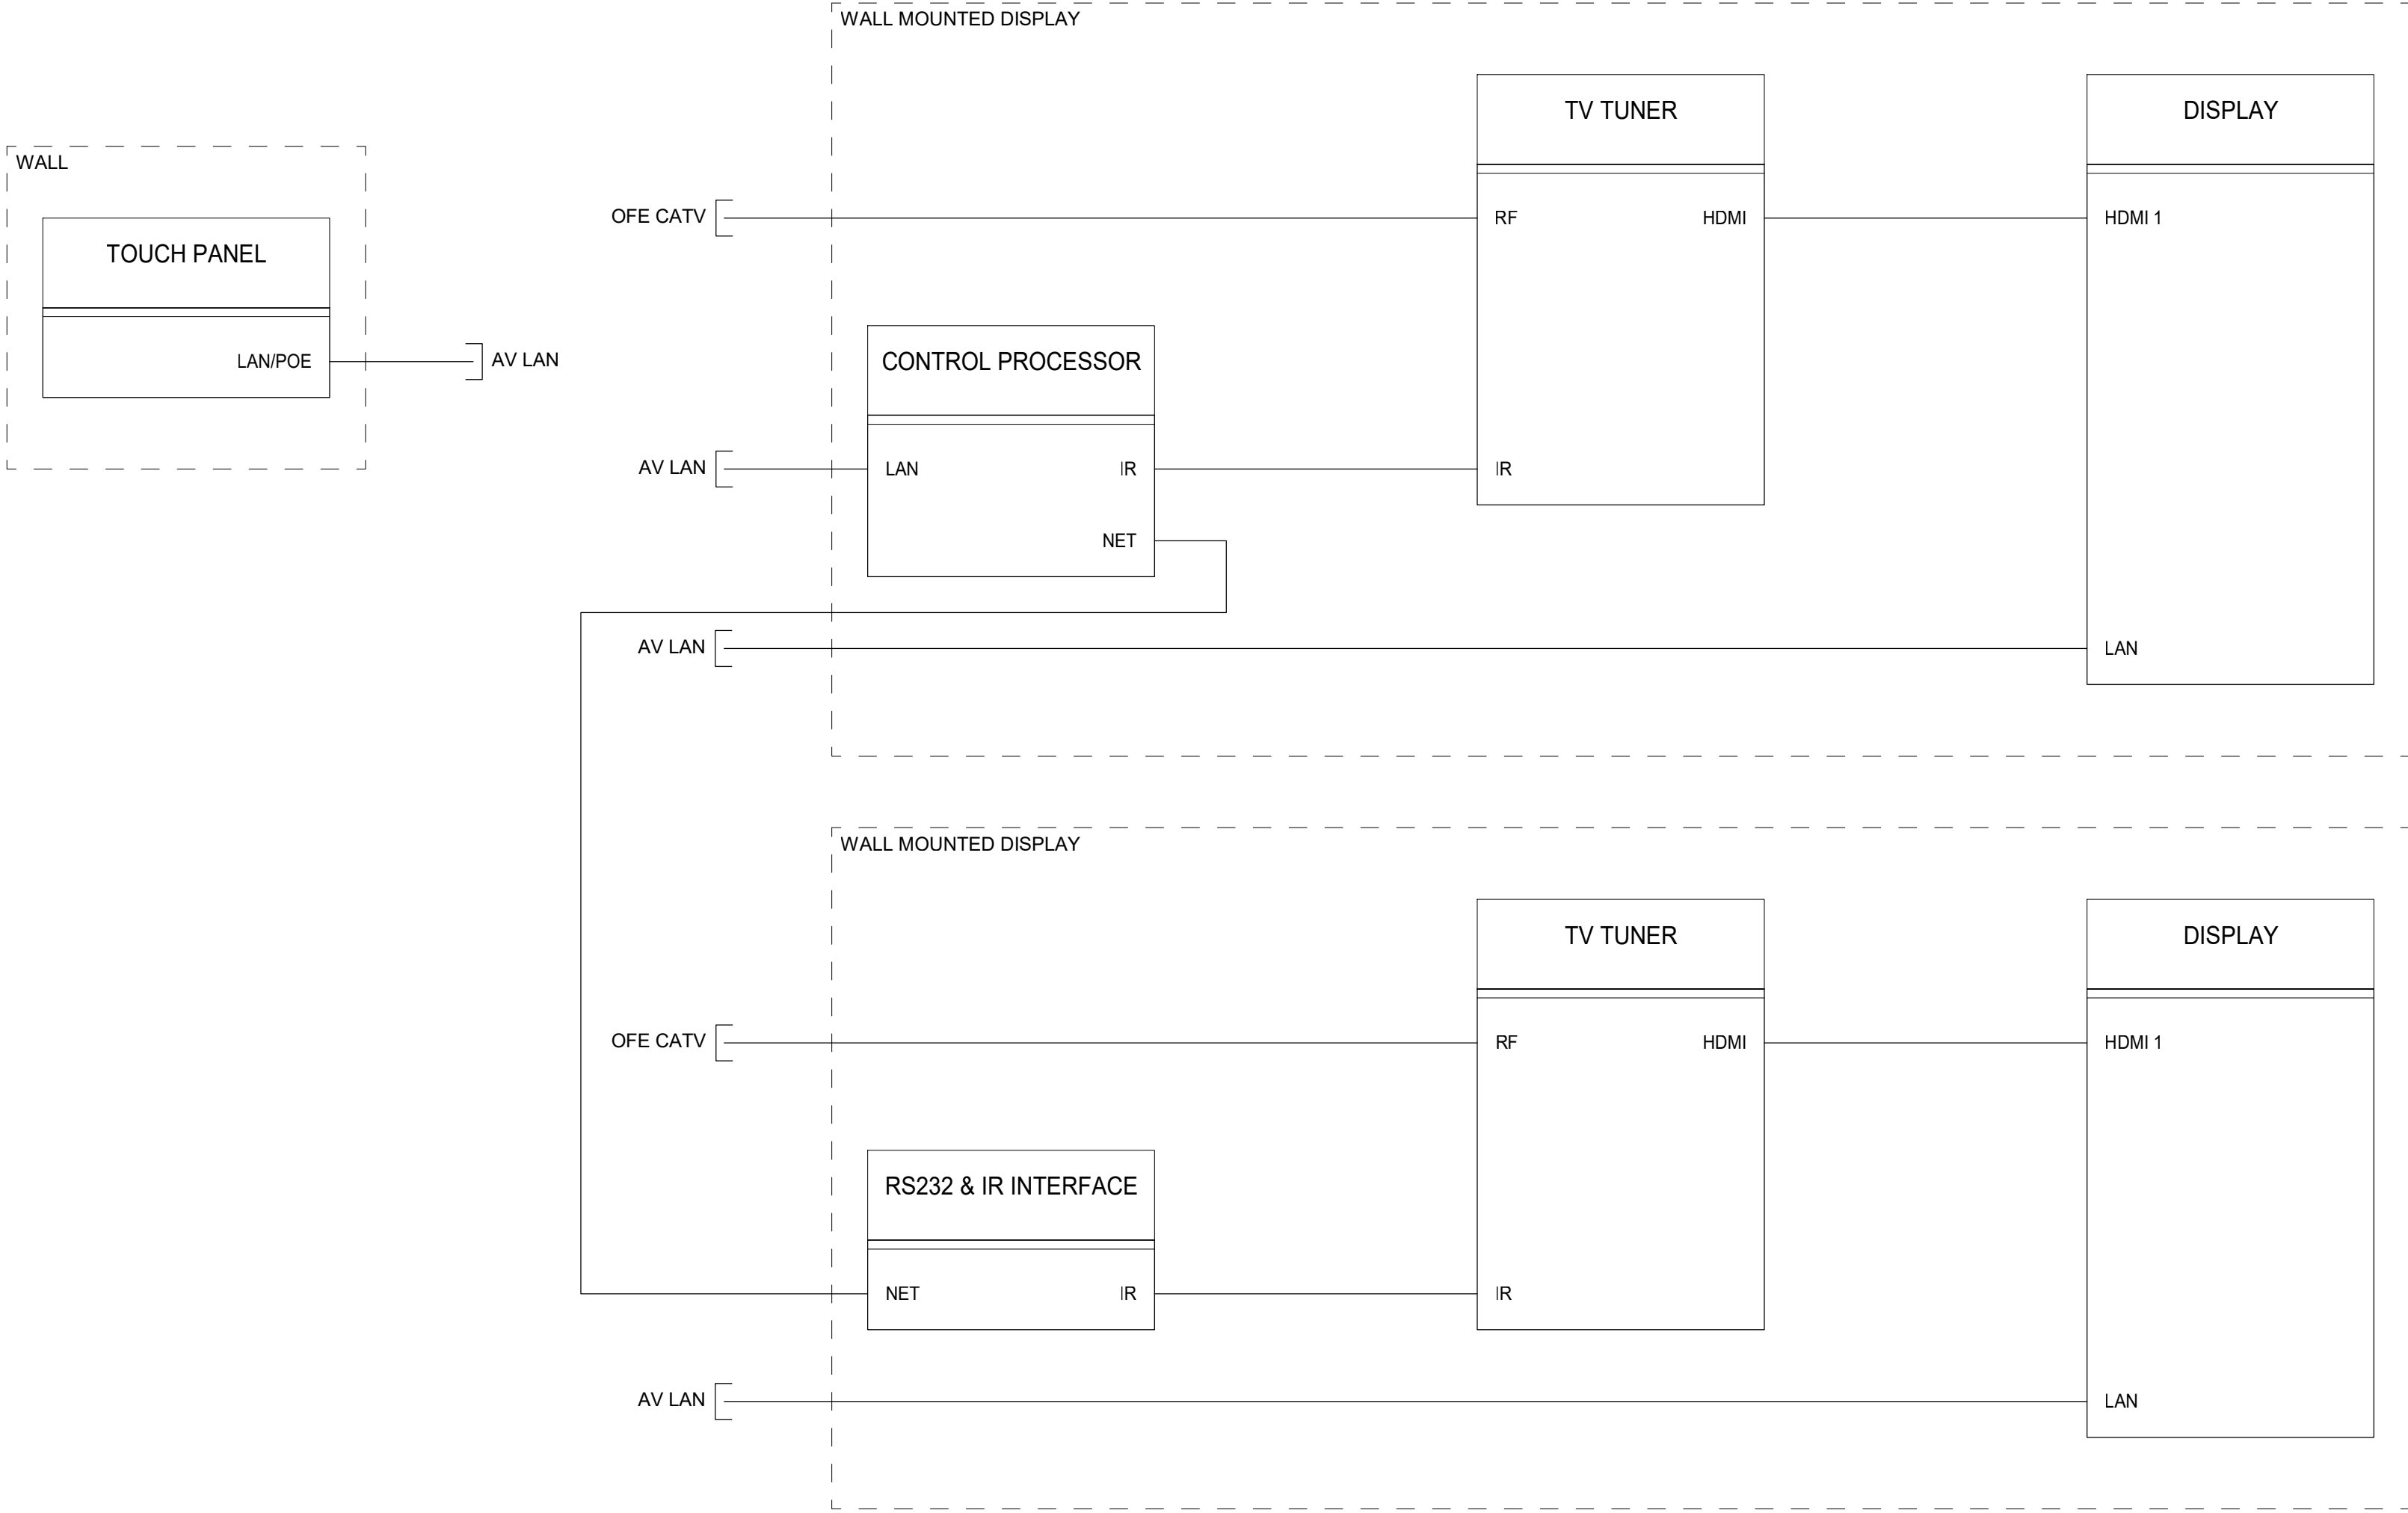 WALL MOUNTED DISPLAY
TV TUNER
DISPLAY
WALL
OFE CATV
RF
HDMI
HDMI 1
TOUCH PANEL
LAN/POE
AV LAN
CONTROL PROCESSOR
AV LAN
LAN
IR
IR
NET
AV LAN
LAN
WALL MOUNTED DISPLAY
TV TUNER
DISPLAY
OFE CATV
RF
HDMI
HDMI 1
RS232 & IR INTERFACE
NET
IR
IR
AV LAN
LAN